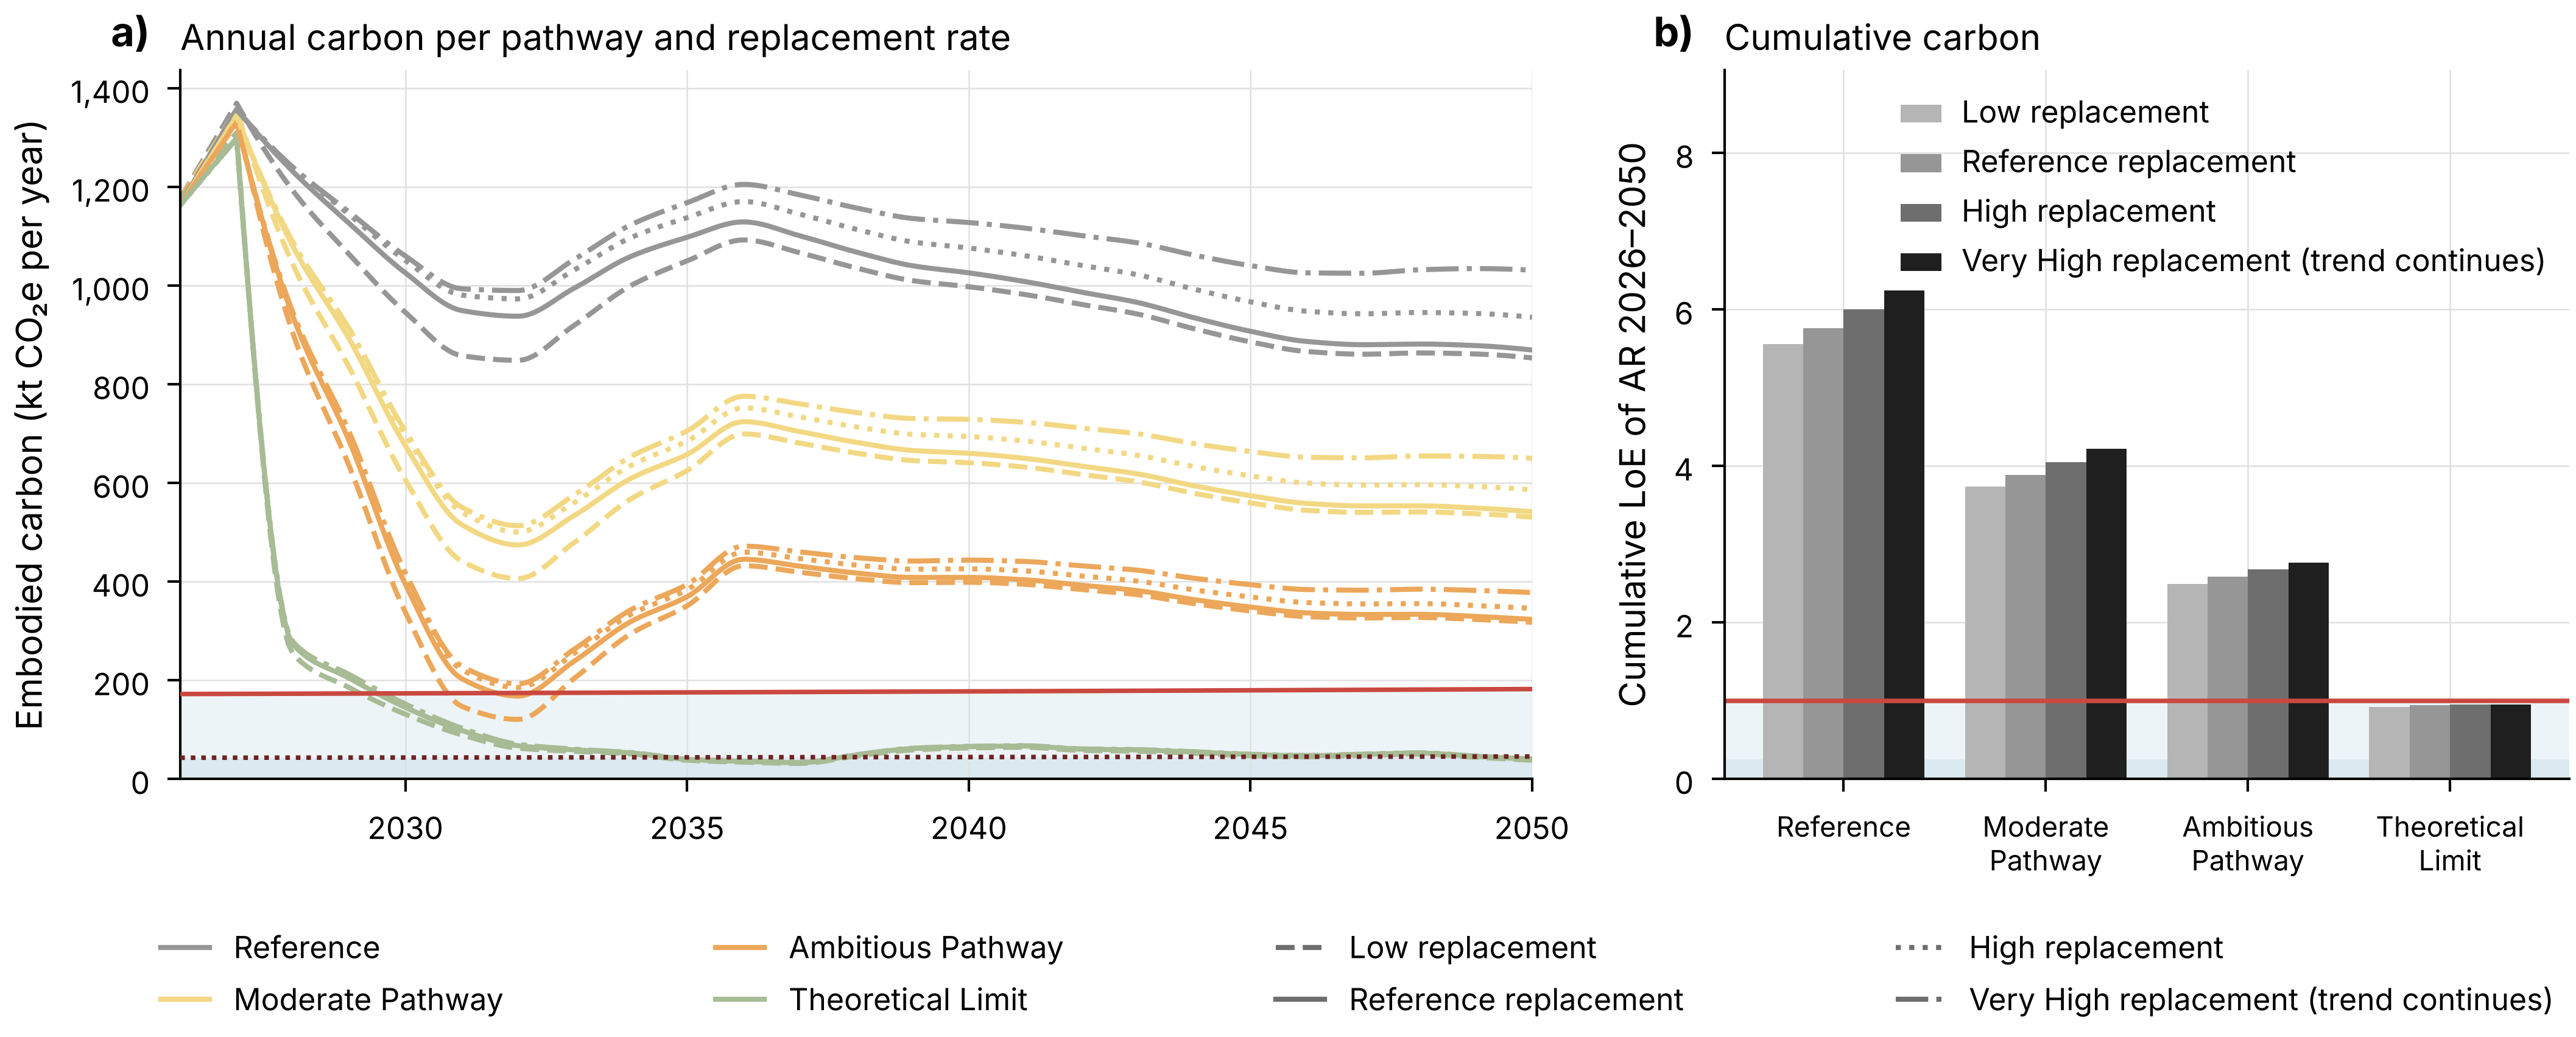 a) Annual carbon per pathway and replacement rate
Embodied carbon (kt CO₂e per year)
1,400
1,200
1,000
800
600
400
200
0
2030 2035 2040 2045 2050
b) Cumulative carbon
Cumulative LoE of AR 2026–2050
8
6
4
2
0
Low replacement
Reference replacement
High replacement
Very High replacement (trend continues)
Reference
Moderate
Pathway
Ambitious
Pathway
Theoretical
Limit
Reference
Moderate Pathway
Ambitious Pathway
Theoretical Limit
Low replacement
Reference replacement
High replacement
Very High replacement (trend continues)